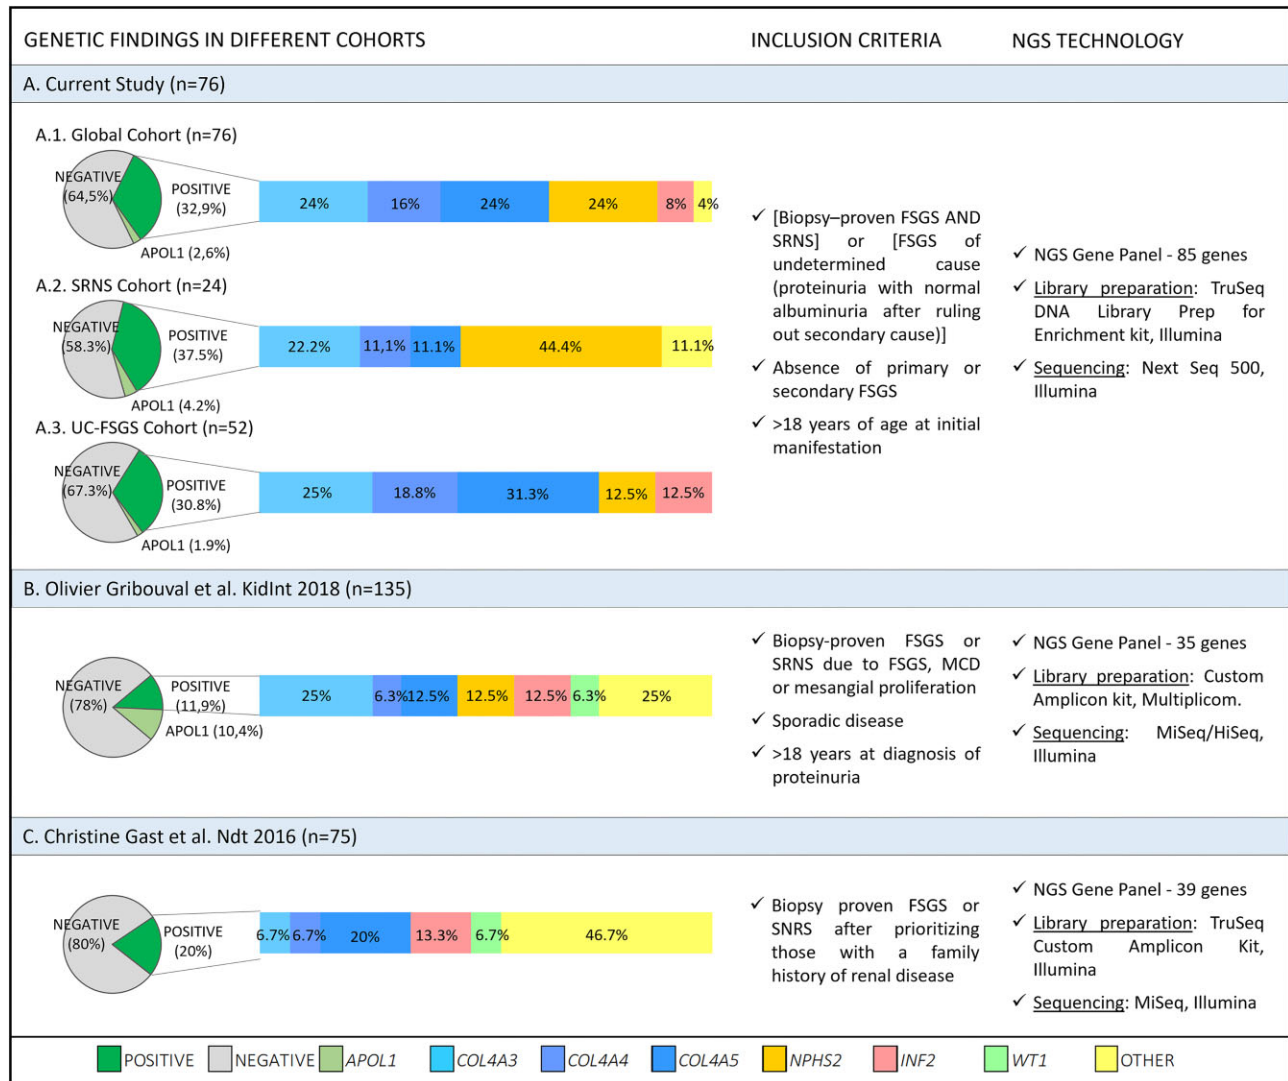 GENETIC FINDINGS IN DIFFERENT COHORTS
INCLUSION CRITERIA
NGS TECHNOLOGY
A. Current Study (n=76)
A.1. Global Cohort (n=76)
NEGATIVE
(64,5%)
POSITIVE
(32,9%)
APOL1 (2,6%)
24%
16%
24%
24%
8%
4%
A.2. SRNS Cohort (n=24)
NEGATIVE
(58.3%)
POSITIVE
(37.5%)
APOL1 (4.2%)
22.2%
11,1%
11.1%
44.4%
11.1%
A.3. UC-FSGS Cohort (n=52)
NEGATIVE
(67.3%)
POSITIVE
(30.8%)
APOL1 (1.9%)
25%
18.8%
31.3%
12.5%
12.5%
✓ [Biopsy–proven FSGS AND
SRNS] or [FSGS of
undetermined cause
(proteinuria with normal
albuminuria after ruling
out secondary cause)]
✓ Absence of primary or
secondary FSGS
✓ >18 years of age at initial
manifestation
✓ NGS Gene Panel - 85 genes
✓ Library preparation: TruSeq
DNA Library Prep for
Enrichment kit, Illumina
✓ Sequencing: Next Seq 500,
Illumina
B. Olivier Gribouval et al. KidInt 2018 (n=135)
NEGATIVE
(78%)
POSITIVE
(11,9%)
APOL1 (10,4%)
25%
6.3%
12.5%
12.5%
12.5%
6.3%
25%
✓ Biopsy-proven FSGS or
SRNS due to FSGS, MCD
or mesangial proliferation
✓ Sporadic disease
✓ >18 years at diagnosis of
proteinuria
✓ NGS Gene Panel - 35 genes
✓ Library preparation: Custom
Amplicon kit, Multiplicom.
✓ Sequencing: MiSeq/HiSeq,
Illumina
C. Christine Gast et al. Ndt 2016 (n=75)
NEGATIVE
(80%)
POSITIVE
(20%)
6.7%
6.7%
20%
13.3%
6.7%
46.7%
✓ Biopsy proven FSGS or
SNRS after prioritizing
those with a family
history of renal disease
✓ NGS Gene Panel - 39 genes
✓ Library preparation: TruSeq
Custom Amplicon Kit,
Illumina
✓ Sequencing: MiSeq, Illumina
POSITIVE NEGATIVE APOL1 COL4A3 COL4A4 COL4A5 NPHS2 INF2 WT1 OTHER